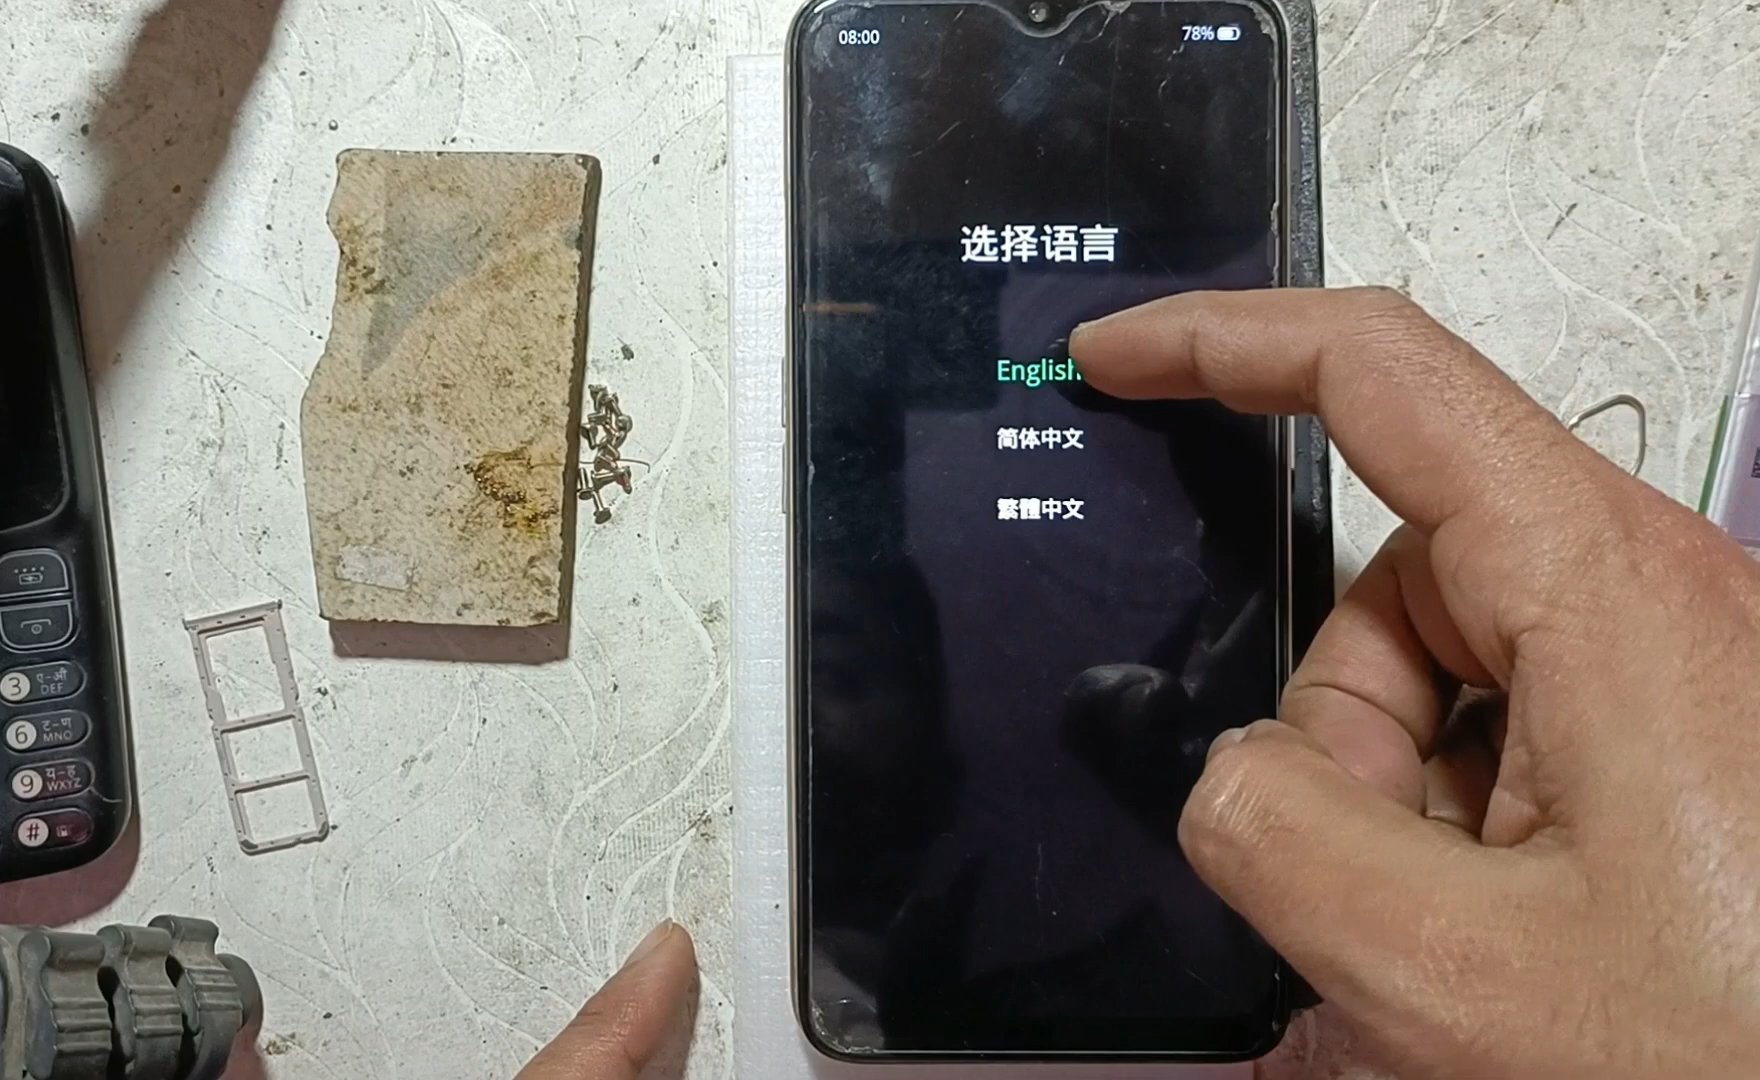 08:00
78%
选择语言
English
简体中文
繁體中文
3 ए-औ
DEF
6 ट-ण
MNO
9 य-ह
WXYZ
#